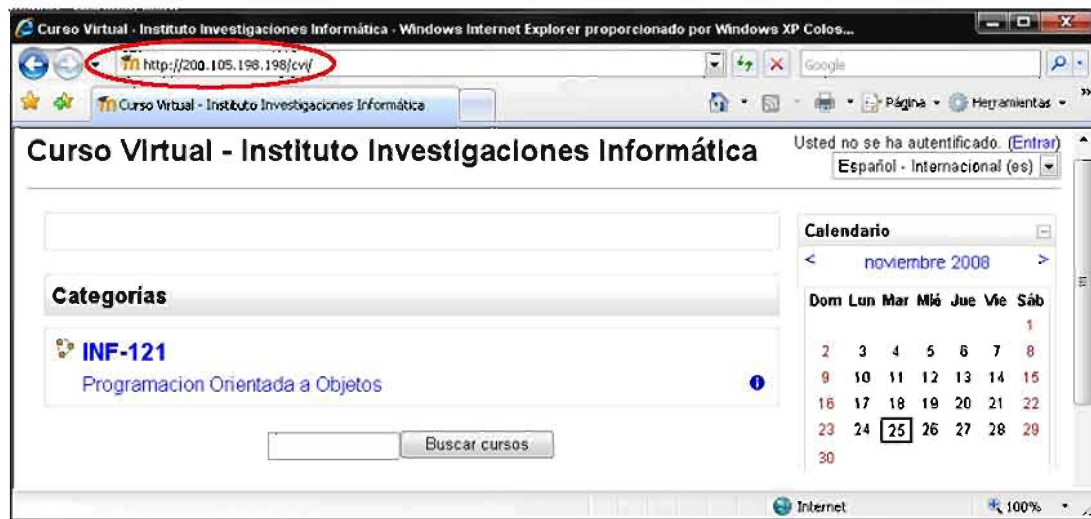 Curso Virtual - Instituto Investigaciones Informática - Windows Internet Explorer proporcionado por Windows XP Colos...
http://200.105.198.198/cvi/
Google
Curso Virtual - Instituto Investigaciones Informática
Página
Herramientas
Curso Virtual - Instituto Investigaciones Informática
Usted no se ha autentificado. (Entrar)
Español - Internacional (es)
Calendario
< noviembre 2008 >
Dom Lun Mar Mié Jue Vie Sáb
1
2 3 4 5 6 7 8
9 10 11 12 13 14 15
16 17 18 19 20 21 22
23 24 25 26 27 28 29
30
Categorías
INF-121
Programacion Orientada a Objetos
Buscar cursos
Internet
100%